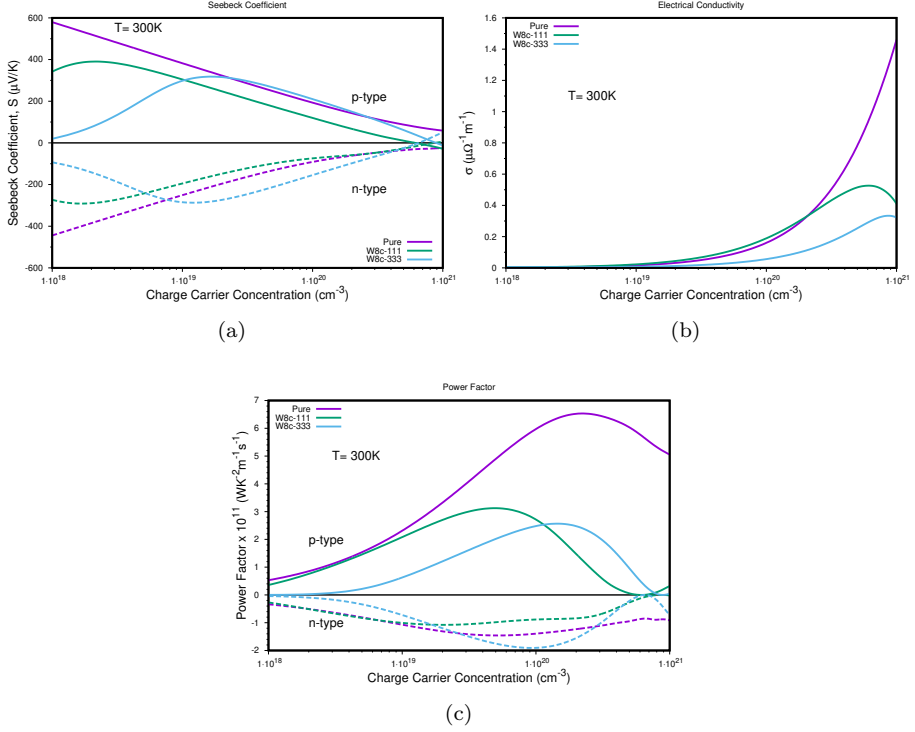 Seebeck Coefficient
600
400
200
0
-200
-400
-600
Seebeck Coefficient, S (μV/K)
T= 300K
p-type
n-type
Pure
W8c-111
W8c-333
1·10¹⁸ 1·10¹⁹ 1·10²⁰ 1·10²¹
Charge Carrier Concentration (cm⁻³)
(a)
Electrical Conductivity
1.6
1.4
1.2
1
0.8
0.6
0.4
0.2
0
σ (μΩ⁻¹m⁻¹)
Pure
W8c-111
W8c-333
T= 300K
1·10¹⁸ 1·10¹⁹ 1·10²⁰ 1·10²¹
Charge Carrier Concentration (cm⁻³)
(b)
Power Factor
7
6
5
4
3
2
1
0
-1
-2
Power Factor x 10¹¹ (WK⁻²m⁻¹s⁻¹)
Pure
W8c-111
W8c-333
T= 300K
p-type
n-type
1·10¹⁸ 1·10¹⁹ 1·10²⁰ 1·10²¹
Charge Carrier Concentration (cm⁻³)
(c)